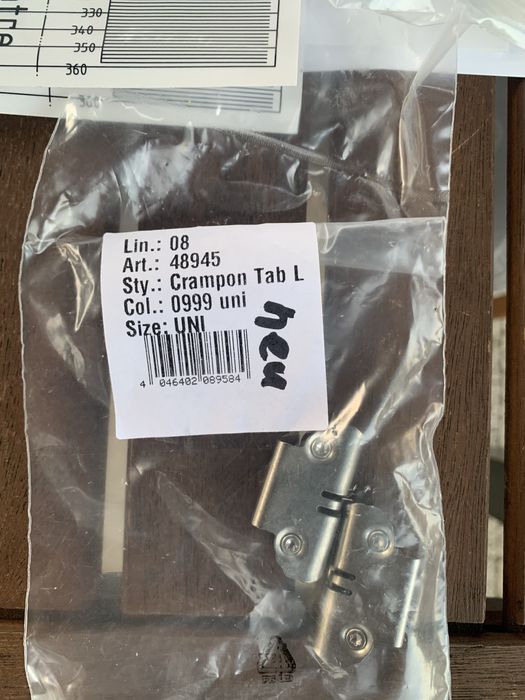 330
340
350
360
Lin.: 08
Art.: 48945
Sty.: Crampon Tab L
Col.: 0999 uni
Size: UNI
neu
4 046402 089584